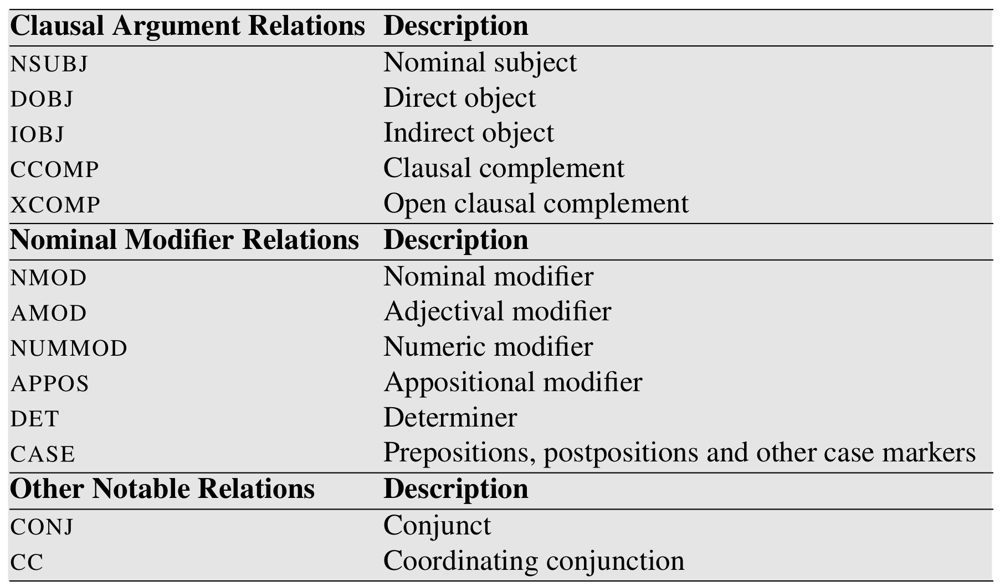 Clausal Argument Relations Description
NSUBJ Nominal subject
DOBJ Direct object
IOBJ Indirect object
CCOMP Clausal complement
XCOMP Open clausal complement
Nominal Modifier Relations Description
NMOD Nominal modifier
AMOD Adjectival modifier
NUMMOD Numeric modifier
APPOS Appositional modifier
DET Determiner
CASE Prepositions, postpositions and other case markers
Other Notable Relations Description
CONJ Conjunct
CC Coordinating conjunction